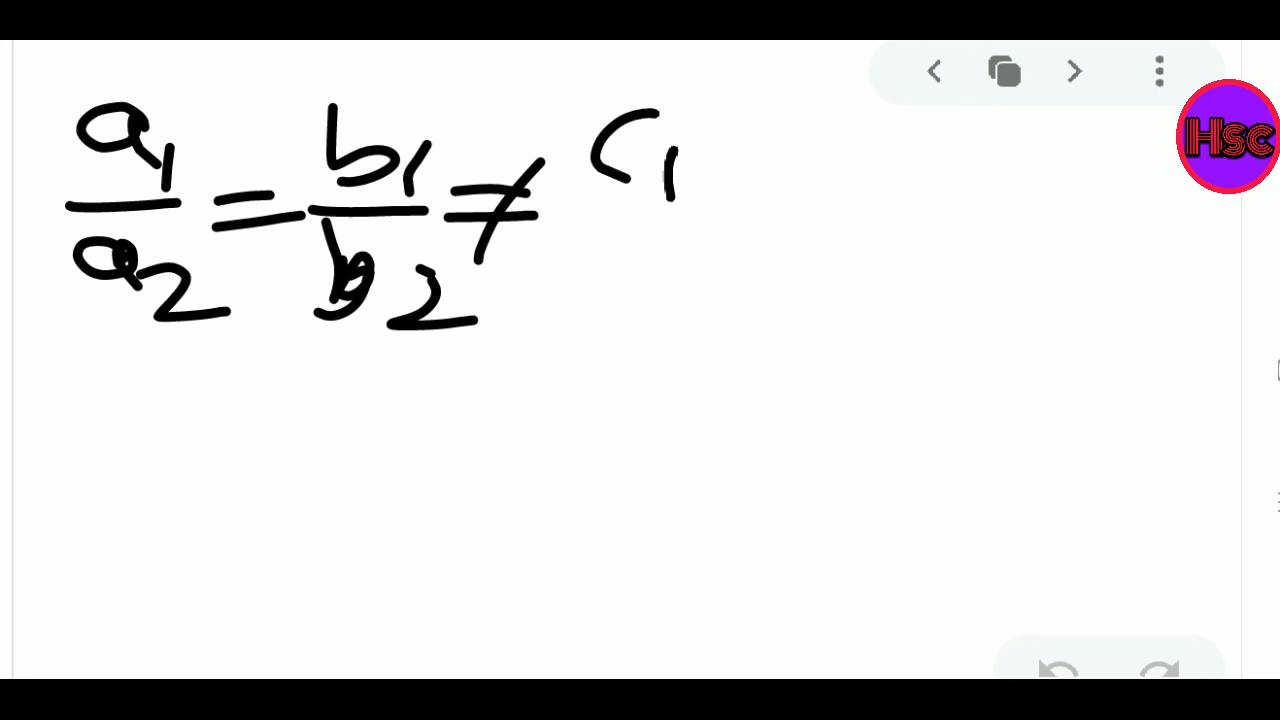 a₁/a₂ = b₁/b₂ ≠ c₁
Hsc